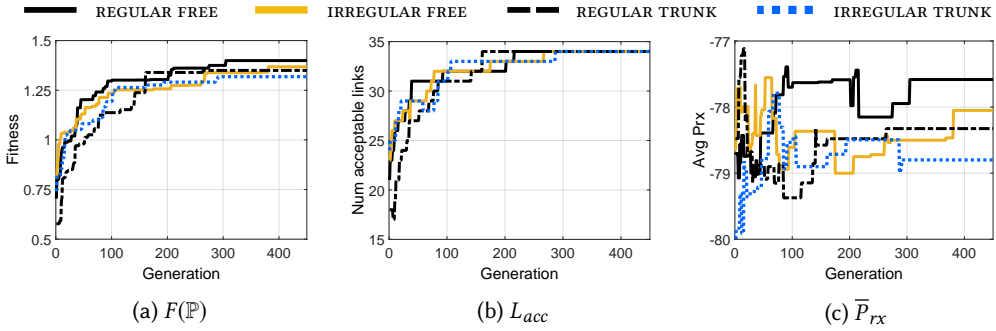 REGULAR FREE IRREGULAR FREE REGULAR TRUNK IRREGULAR TRUNK
1.5
1.25
1
0.75
0.5
Fitness
0 100 200 300 400
Generation
(a) F(ℙ)
35
30
25
20
15
Num acceptable links
0 100 200 300 400
Generation
(b) L_acc
-77
-78
-79
-80
Avg Prx
0 100 200 300 400
Generation
(c) P̅_rx